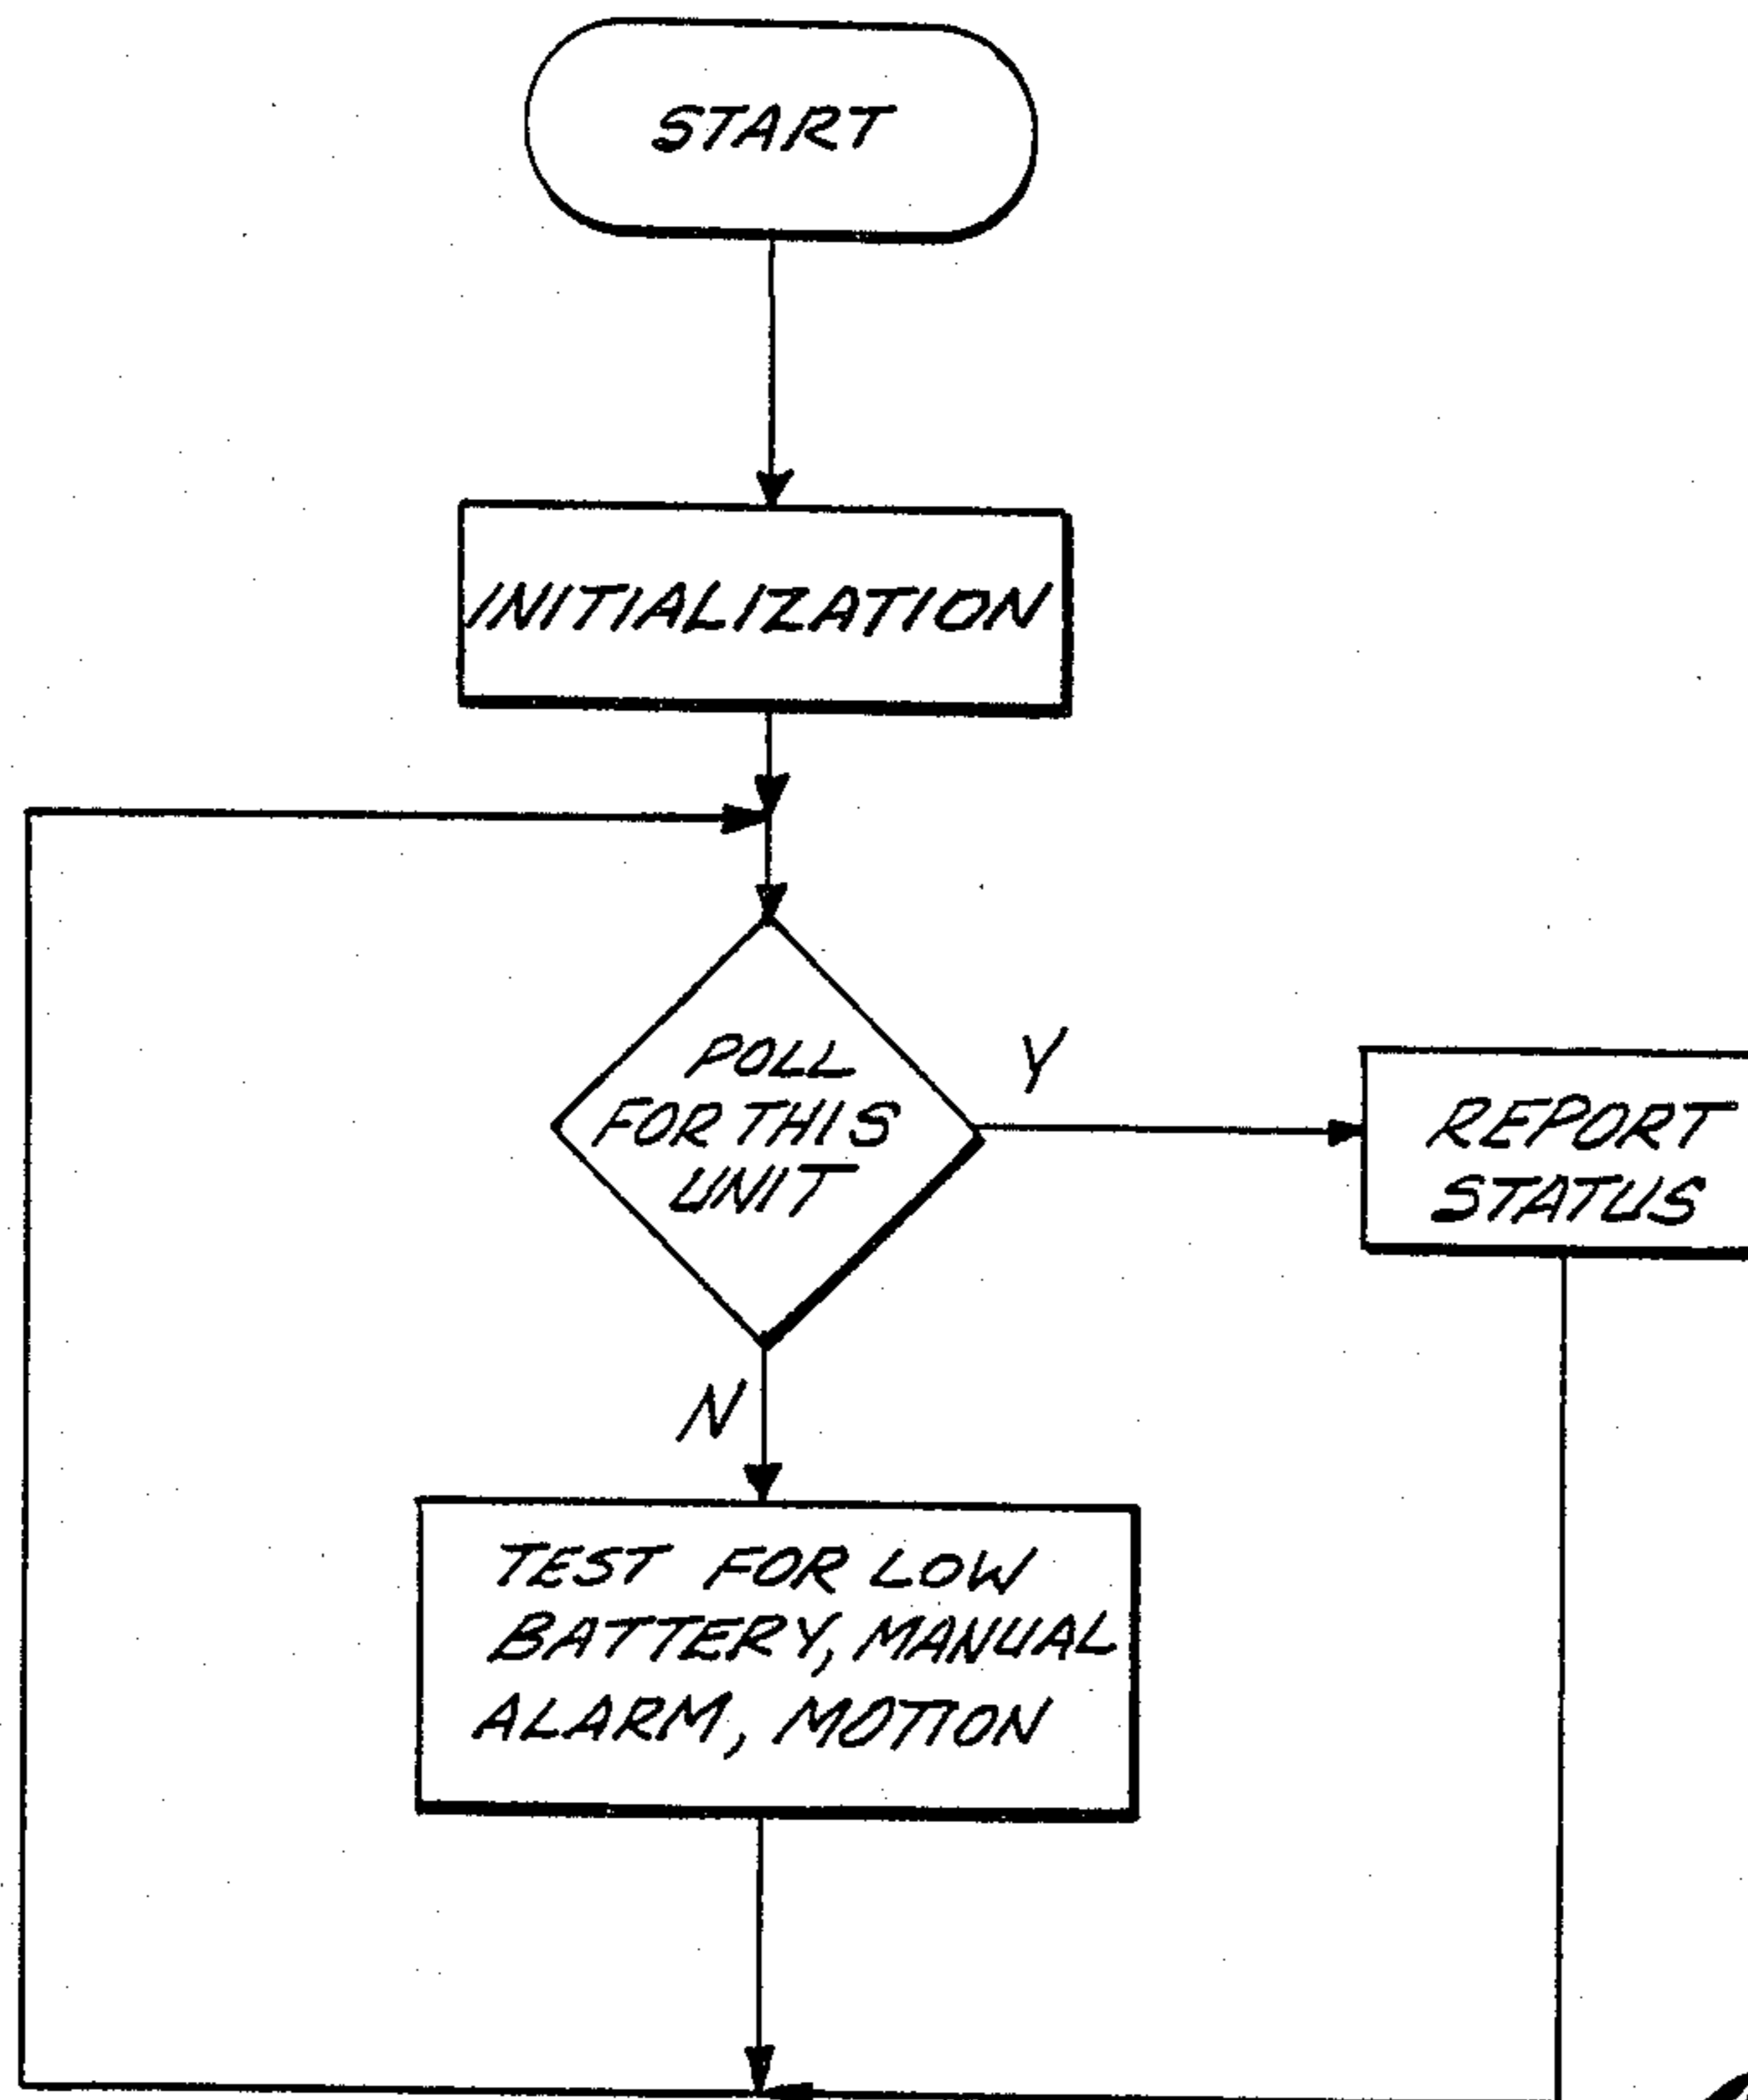 START
INITIALIZATION
POLL
FOR THIS
UNIT
Y
REPORT
STATUS
N
TEST FOR LOW
BATTERY, MANUAL
ALARM, MOTION